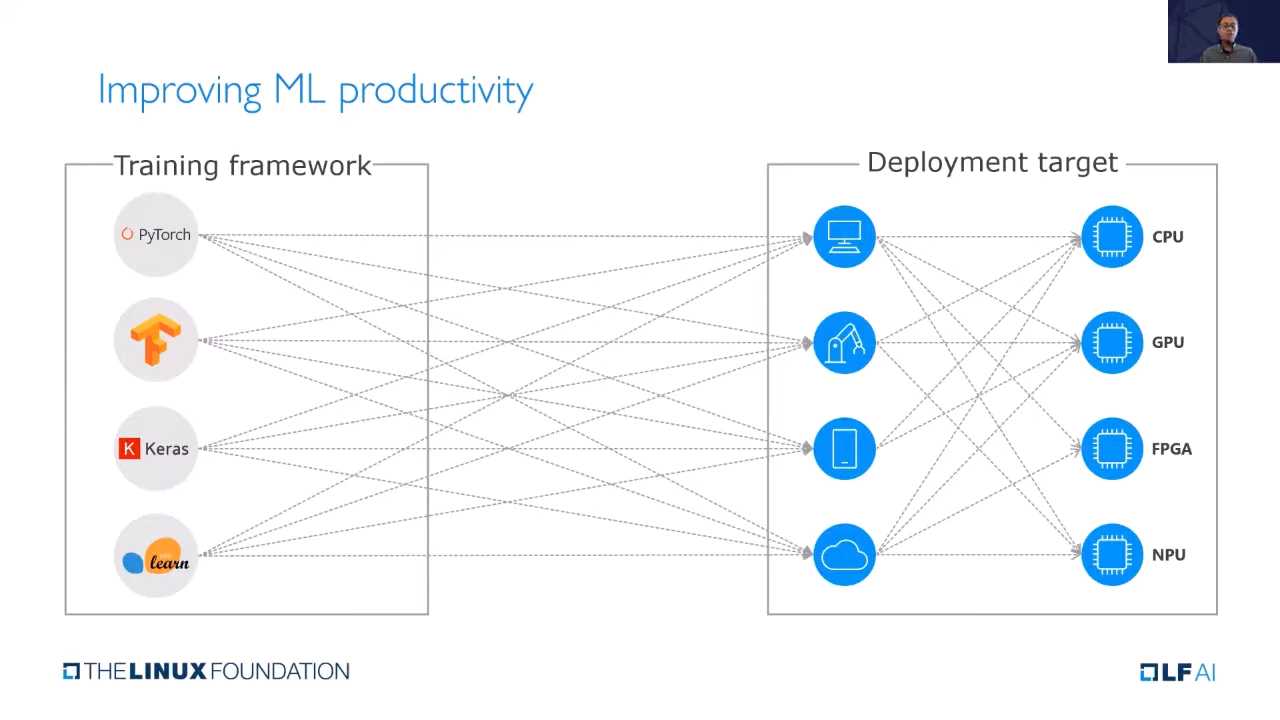 Improving ML productivity
Training framework
Deployment target
PyTorch
K Keras
learn
CPU
GPU
FPGA
NPU
THE LINUX FOUNDATION
LF AI